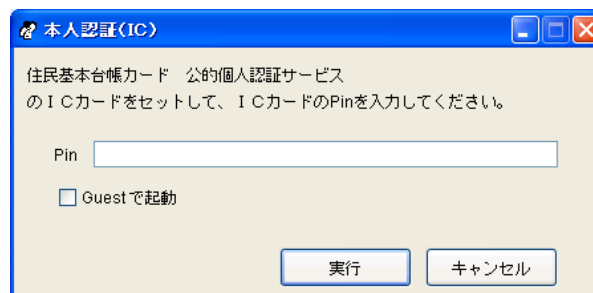 本人認証(IC)
住民基本台帳カード　公的個人認証サービス
のＩＣカードをセットして、ＩＣカードのPinを入力してください。
Pin
Guestで起動
実行 キャンセル